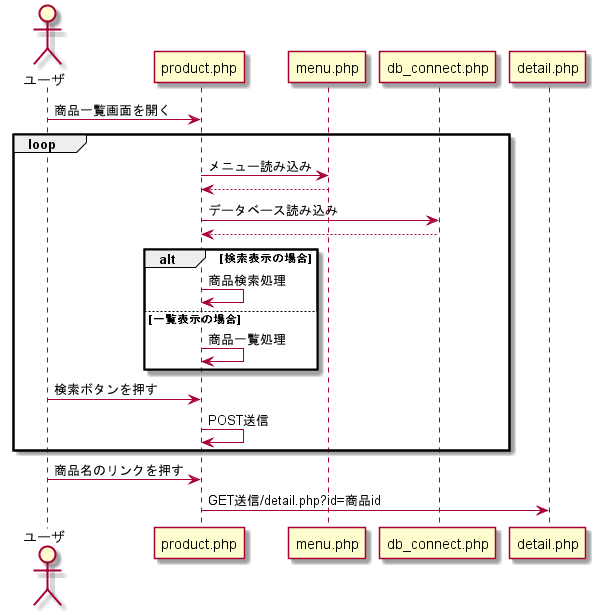 ユーザ
product.php
menu.php
db_connect.php
detail.php
商品一覧画面を開く
loop
メニュー読み込み
データベース読み込み
alt
[検索表示の場合]
商品検索処理
[一覧表示の場合]
商品一覧処理
検索ボタンを押す
POST送信
商品名のリンクを押す
GET送信/detail.php?id=商品id
ユーザ
product.php
menu.php
db_connect.php
detail.php